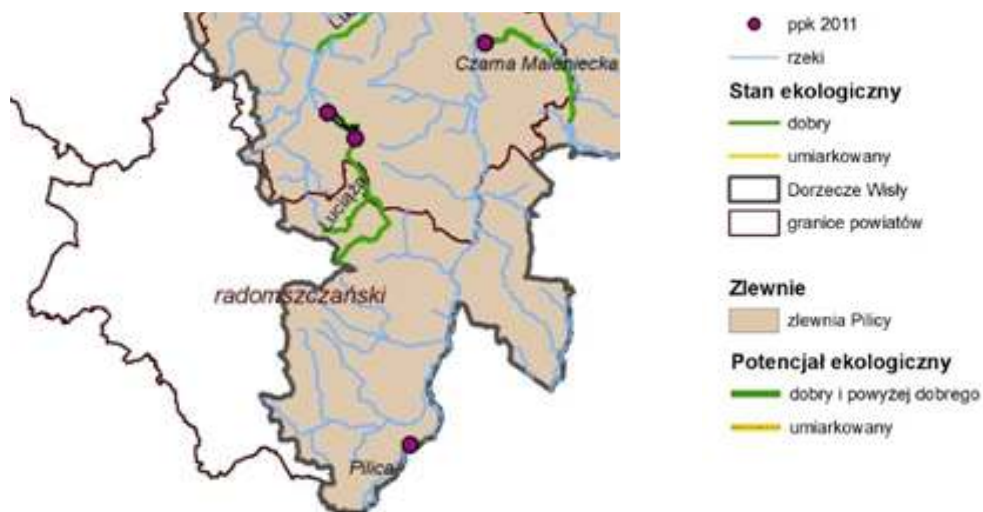 Lu
Czarna Maleniecka
Luciąża
radomszczański
Pilica
ppk 2011
rzeki
Stan ekologiczny
dobry
umiarkowany
Dorzecze Wisły
granice powiatów
Zlewnie
zlewnia Pilicy
Potencjał ekologiczny
dobry i powyżej dobrego
umiarkowany